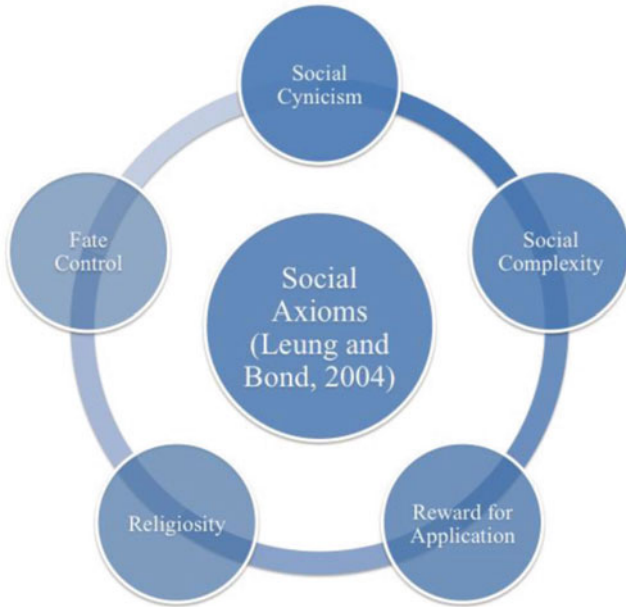 Social
Cynicism
Fate
Control
Social
Complexity
Social
Axioms
(Leung and
Bond, 2004)
Religiosity
Reward for
Application